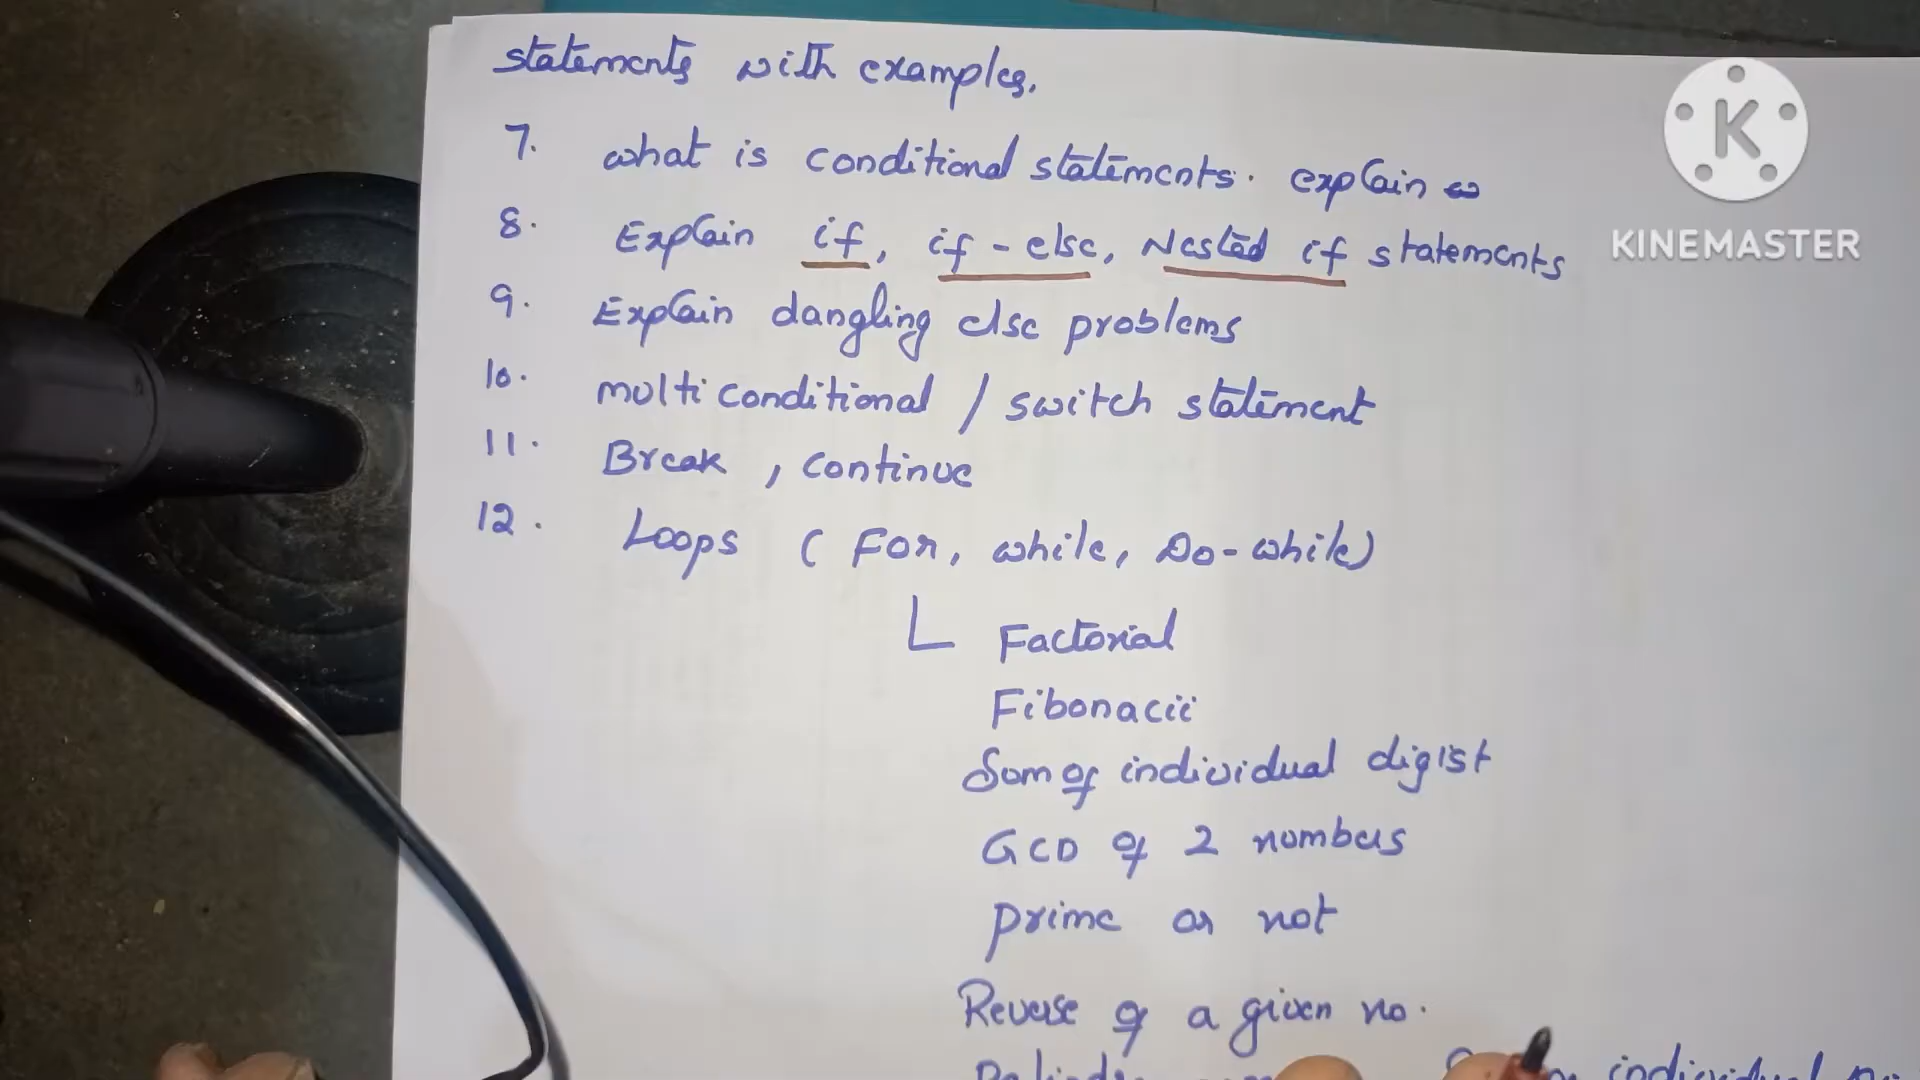 statements with examples.
7. what is conditional statements. explain
8. Explain if, if-else, Nested if statements
9. Explain dangling else problems
10. multi conditional / switch statement
11. Break, continue
12. Loops (For, while, Do-while)
Factorial
Fibonacii
Sum of individual digist
GCD of 2 numbers
prime or not
Reverse of a given no.
individual
K
KINEMASTER